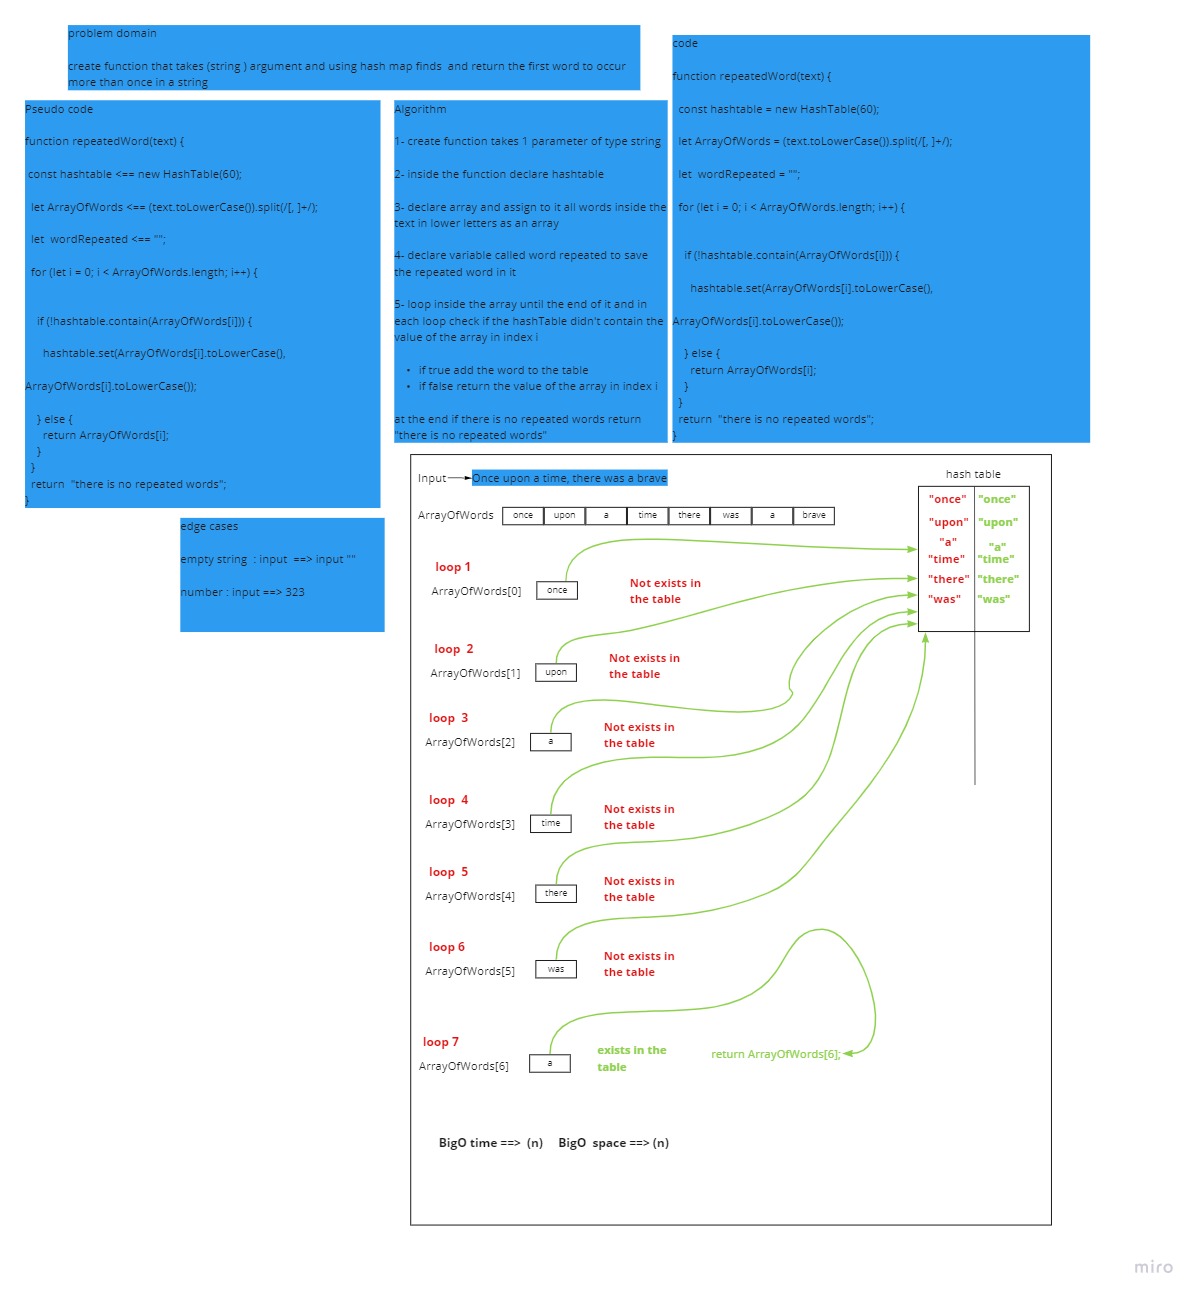 problem domain
create function that takes (string ) argument and using hash map finds  and return the first word to occur
more than once in a string
Pseudo code
function repeatedWord(text) {
const hashtable <== new HashTable(60);
let ArrayOfWords <== (text.toLowerCase()).split(/[, ]+/);
let  wordRepeated <== "";
for (let i = 0; i < ArrayOfWords.length; i++) {
if (!hashtable.contain(ArrayOfWords[i])) {
hashtable.set(ArrayOfWords[i].toLowerCase(),
ArrayOfWords[i].toLowerCase());
} else {
return ArrayOfWords[i];
}
}
return  "there is no repeated words";
}
Algorithm
1- create function takes 1 parameter of type string
2- inside the function declare hashtable
3- declare array and assign to it all words inside the
text in lower letters as an array
4- declare variable called word repeated to save
the repeated word in it
5- loop inside the array until the end of it and in
each loop check if the hashTable didn't contain the
value of the array in index i
• if true add the word to the table
• if false return the value of the array in index i
at the end if there is no repeated words return
"there is no repeated words"
code
function repeatedWord(text) {
const hashtable = new HashTable(60);
let ArrayOfWords = (text.toLowerCase()).split(/[, ]+/);
let  wordRepeated = "";
for (let i = 0; i < ArrayOfWords.length; i++) {
if (!hashtable.contain(ArrayOfWords[i])) {
hashtable.set(ArrayOfWords[i].toLowerCase(),
ArrayOfWords[i].toLowerCase());
} else {
return ArrayOfWords[i];
}
}
return  "there is no repeated words";
}
edge cases
empty string  : input  ==> input ""
number : input ==> 323
Input Once upon a time, there was a brave
ArrayOfWords once upon a time there was a brave
hash table
"once" "once"
"upon" "upon"
"a" "a"
"time" "time"
"there" "there"
"was" "was"
loop 1
ArrayOfWords[0] once
Not exists in
the table
loop  2
ArrayOfWords[1] upon
Not exists in
the table
loop  3
ArrayOfWords[2] a
Not exists in
the table
loop  4
ArrayOfWords[3] time
Not exists in
the table
loop  5
ArrayOfWords[4] there
Not exists in
the table
loop 6
ArrayOfWords[5] was
Not exists in
the table
loop 7
ArrayOfWords[6] a
exists in the
table
return ArrayOfWords[6];
BigO time ==>  (n)    BigO  space ==> (n)
miro